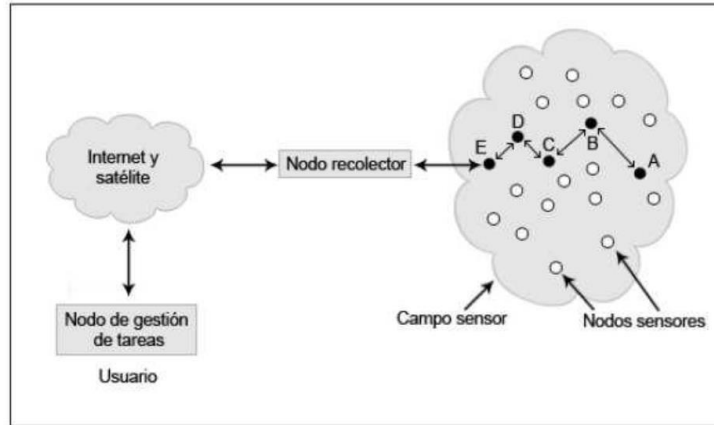 Internet y
satélite
Nodo recolector
E
D
C
B
A
Campo sensor
Nodos sensores
Nodo de gestión
de tareas
Usuario